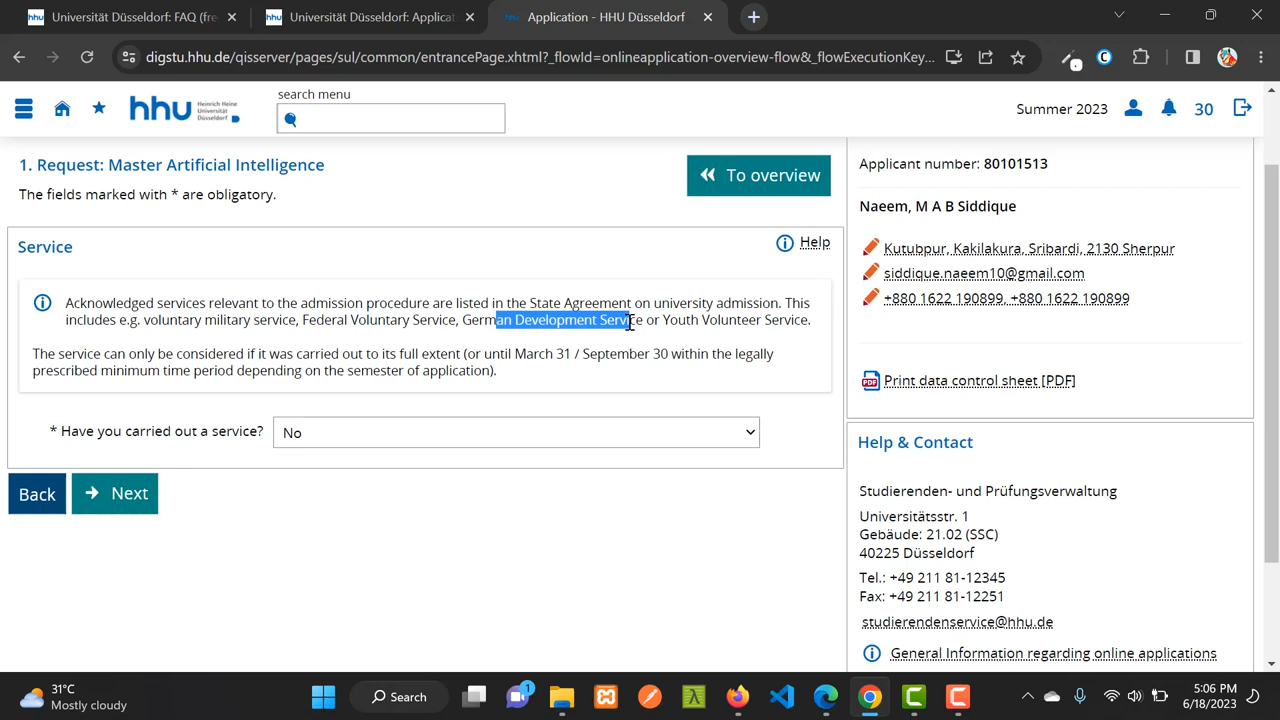 Universität Düsseldorf: FAQ (fre
Universität Düsseldorf: Applicat
Application - HHU Düsseldorf
digstu.hhu.de/qisserver/pages/sul/common/entrancePage.xhtml?_flowId=onlineapplication-overview-flow&_flowExecutionKey...
hhu Heinrich Heine Universität Düsseldorf
search menu
Summer 2023
30
1. Request: Master Artificial Intelligence
The fields marked with * are obligatory.
To overview
Service
Help
Acknowledged services relevant to the admission procedure are listed in the State Agreement on university admission. This
includes e.g. voluntary military service, Federal Voluntary Service, German Development Service or Youth Volunteer Service.
The service can only be considered if it was carried out to its full extent (or until March 31 / September 30 within the legally
prescribed minimum time period depending on the semester of application).
* Have you carried out a service?
No
Back
Next
Applicant number: 80101513
Naeem, M A B Siddique
Kutubpur, Kakilakura, Sribardi, 2130 Sherpur
siddique.naeem10@gmail.com
+880 1622 190899, +880 1622 190899
PDF
Print data control sheet [PDF]
Help & Contact
Studierenden- und Prüfungsverwaltung
Universitätsstr. 1
Gebäude: 21.02 (SSC)
40225 Düsseldorf
Tel.: +49 211 81-12345
Fax: +49 211 81-12251
studierendenservice@hhu.de
General Information regarding online applications
31°C
Mostly cloudy
Search
1
5:06 PM
6/18/2023